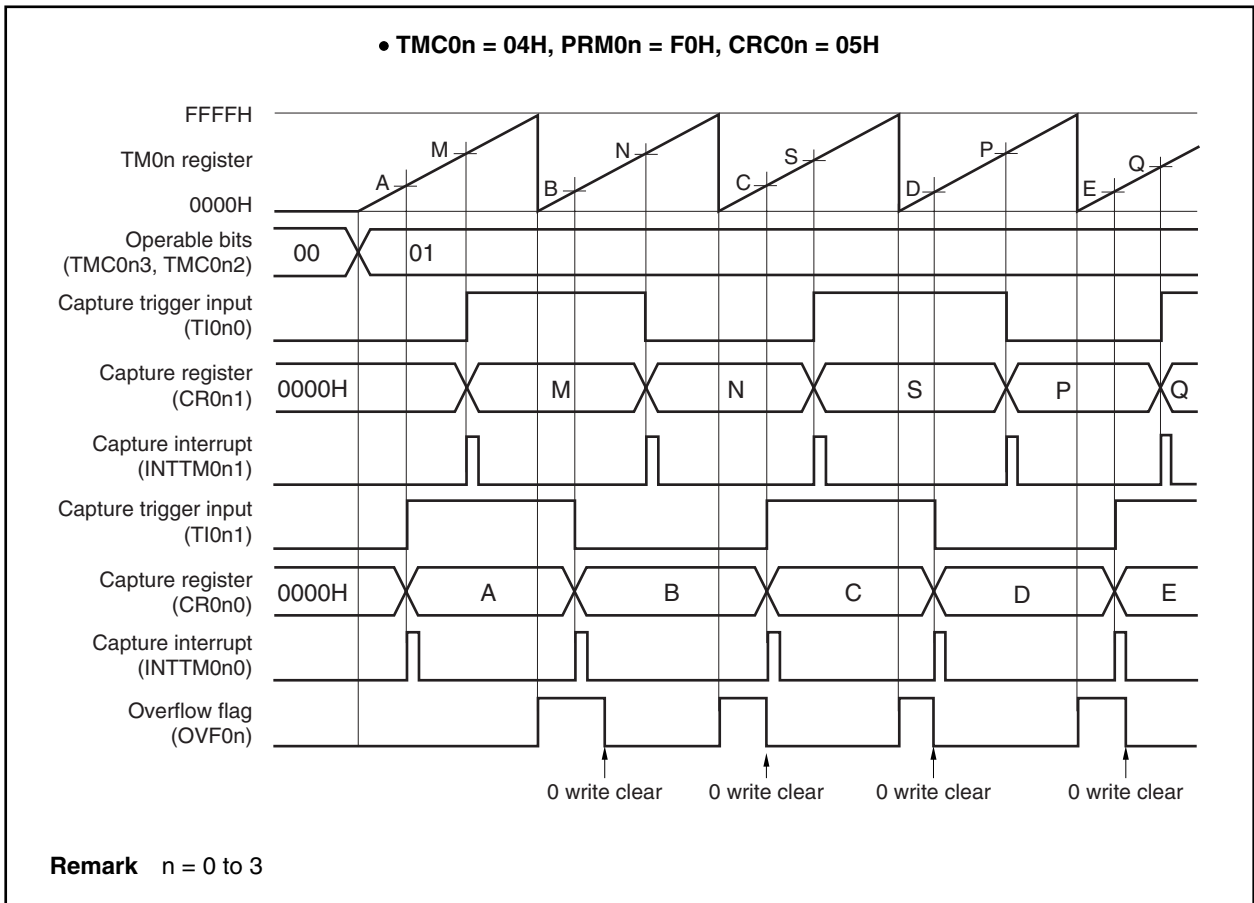 • TMC0n = 04H, PRM0n = F0H, CRC0n = 05H
FFFFH
TM0n register
0000H
A
M
B
N
C
S
D
P
E
Q
Operable bits
(TMC0n3, TMC0n2)
00
01
Capture trigger input
(TI0n0)
Capture register
(CR0n1)
0000H
M
N
S
P
Q
Capture interrupt
(INTTM0n1)
Capture trigger input
(TI0n1)
Capture register
(CR0n0)
0000H
A
B
C
D
E
Capture interrupt
(INTTM0n0)
Overflow flag
(OVF0n)
0 write clear
0 write clear
0 write clear
0 write clear
Remark n = 0 to 3